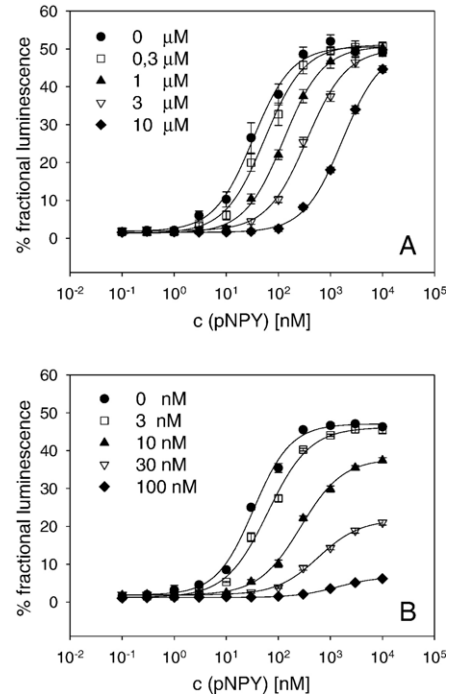 60
50
40
30
20
10
0
% fractional luminescence
0 μM
0,3 μM
1 μM
3 μM
10 μM
A
10-2 10-1 100 101 102 103 104 105
c (pNPY) [nM]
60
50
40
30
20
10
0
% fractional luminescence
0 nM
3 nM
10 nM
30 nM
100 nM
B
10-2 10-1 100 101 102 103 104 105
c (pNPY) [nM]